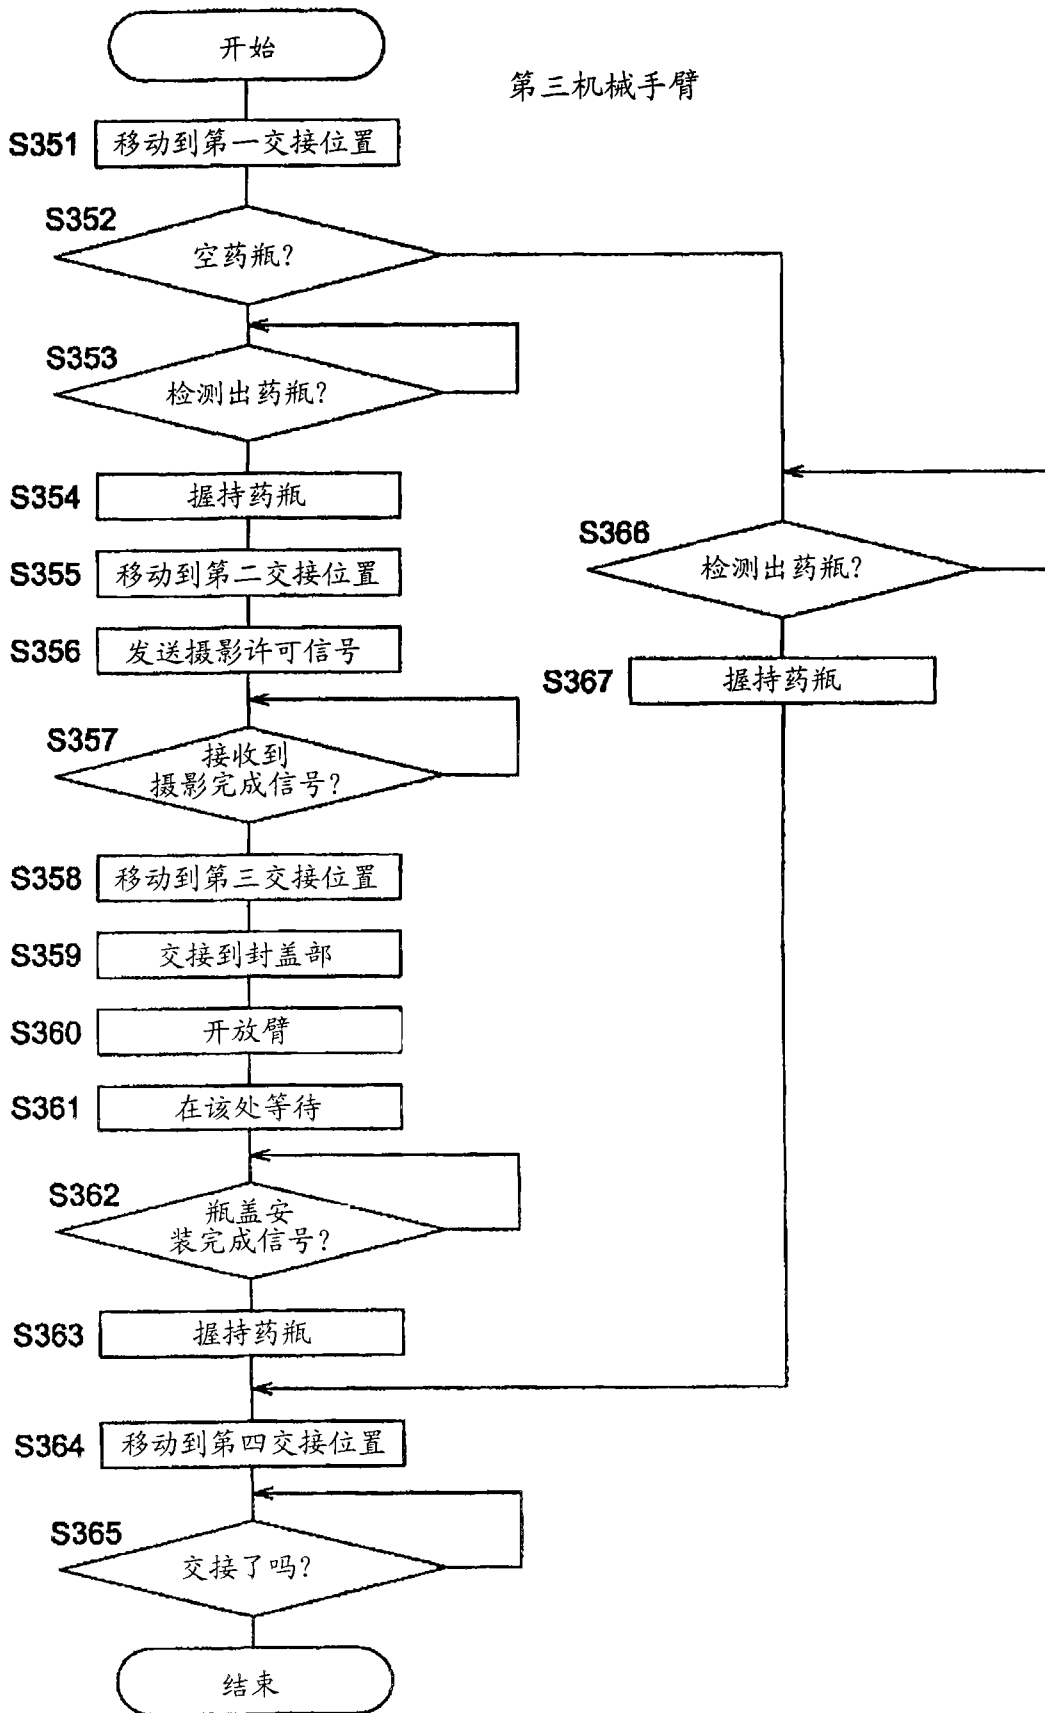 开始
第三机械手臂
S351 移动到第一交接位置
S352
空药瓶?
S353
检测出药瓶?
S354 握持药瓶
S355 移动到第二交接位置
S356 发送摄影许可信号
S357
接收到
摄影完成信号?
S358 移动到第三交接位置
S359 交接到封盖部
S360 开放臂
S361 在该处等待
S362
瓶盖安
装完成信号?
S363 握持药瓶
S364 移动到第四交接位置
S365
交接了吗?
结束
S366
检测出药瓶?
S367 握持药瓶